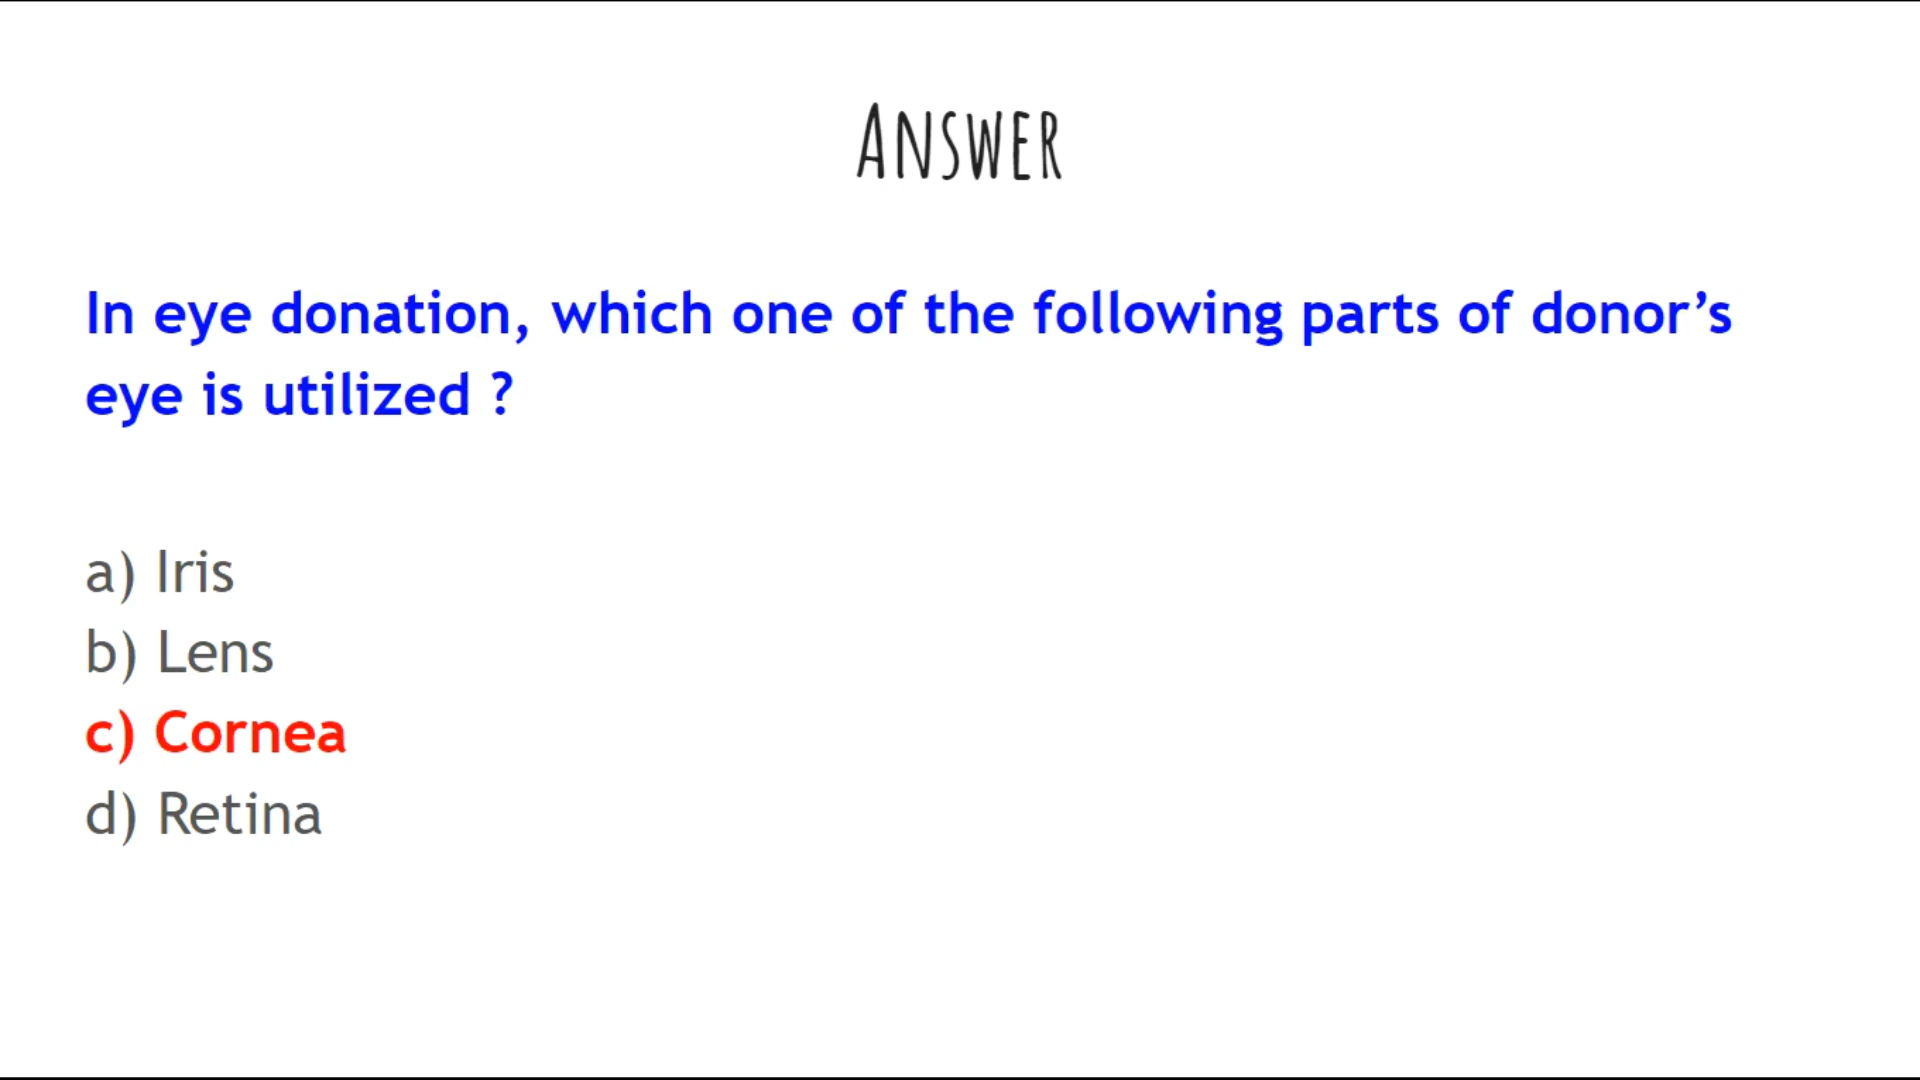 ANSWER
In eye donation, which one of the following parts of donor’s
eye is utilized ?
a) Iris
b) Lens
c) Cornea
d) Retina